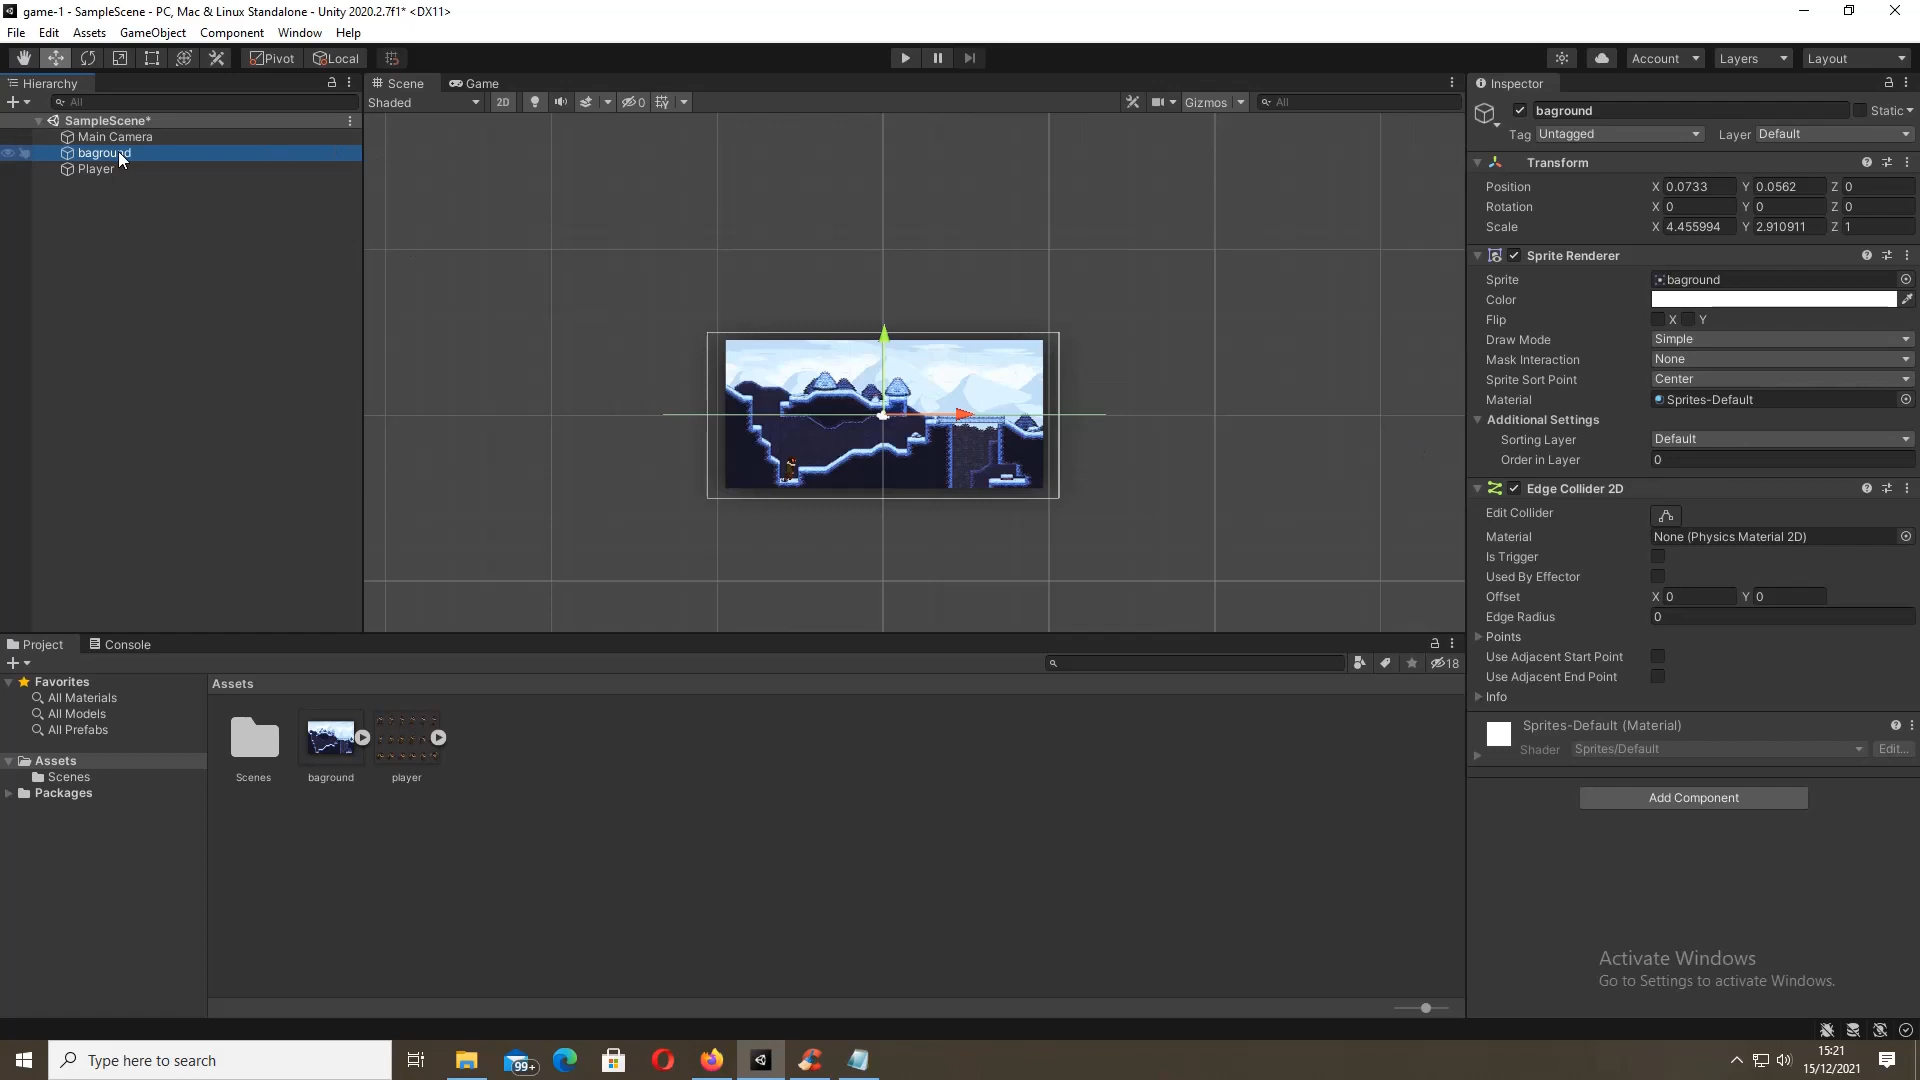 game-1 - SampleScene - PC, Mac & Linux Standalone - Unity 2020.2.7f1* <DX11>
File Edit Assets GameObject Component Window Help
Pivot Local Account Layers Layout
Hierarchy
All
SampleScene*
Main Camera
baground
Player
Scene Game
Shaded 2D 0 Gizmos All
Inspector
baground Static
Tag Untagged Layer Default
Transform
Position X 0.0733 Y 0.0562 Z 0
Rotation X 0 Y 0 Z 0
Scale X 4.455994 Y 2.910911 Z 1
Sprite Renderer
Sprite baground
Color
Flip X Y
Draw Mode Simple
Mask Interaction None
Sprite Sort Point Center
Material Sprites-Default
Additional Settings
Sorting Layer Default
Order in Layer 0
Edge Collider 2D
Edit Collider
Material None (Physics Material 2D)
Is Trigger
Used By Effector
Offset X 0 Y 0
Edge Radius 0
Points
Use Adjacent Start Point
Use Adjacent End Point
Info
Sprites-Default (Material)
Shader Sprites/Default Edit...
Add Component
Project Console
18
Favorites
All Materials
All Models
All Prefabs
Assets
Scenes
Packages
Assets
Scenes baground player
Activate Windows
Go to Settings to activate Windows.
Type here to search
99+
15:21
15/12/2021